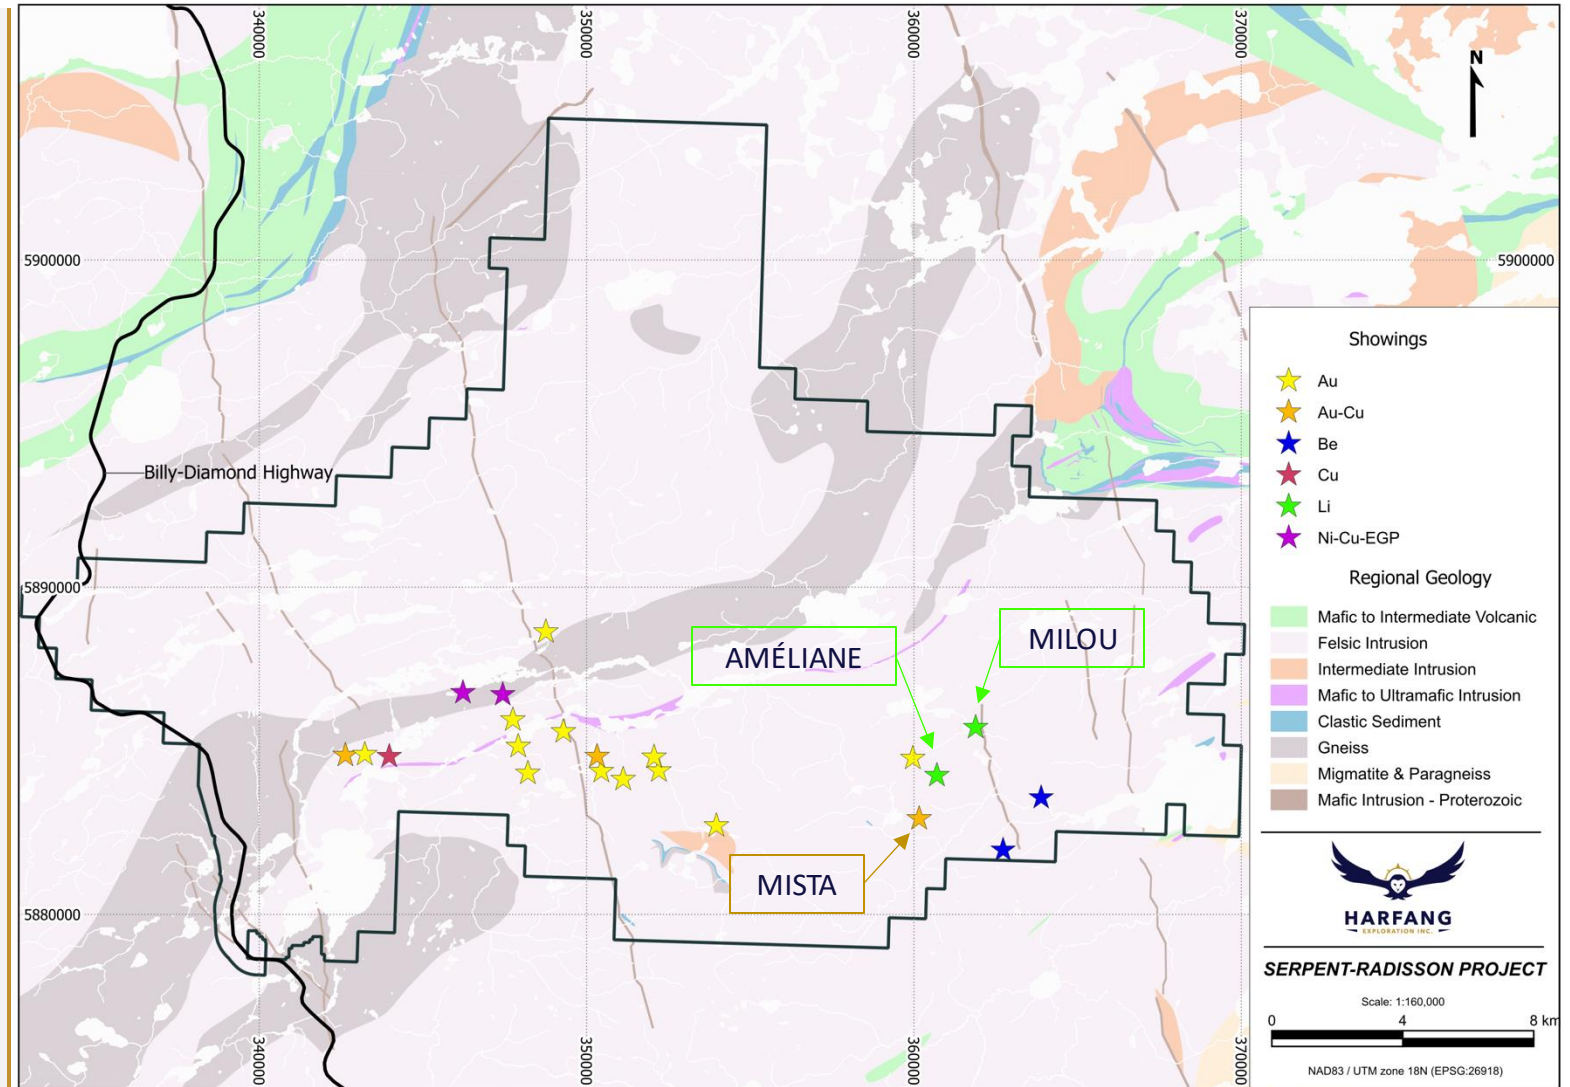 340000
350000
360000
370000
N
5900000
5900000
Showings
Au
Au-Cu
Be
Cu
Li
Ni-Cu-EGP
Billy-Diamond Highway
Regional Geology
Mafic to Intermediate Volcanic
Felsic Intrusion
Intermediate Intrusion
Mafic to Ultramafic Intrusion
Clastic Sediment
Gneiss
Migmatite & Paragneiss
Mafic Intrusion - Proterozoic
5890000
AMÉLIANE
MILOU
MISTA
5880000
HARFANG
EXPLORATION INC.
SERPENT-RADISSON PROJECT
Scale: 1:160,000
0 4 8 km
NAD83 / UTM zone 18N (EPSG:26918)
340000
350000
360000
370000